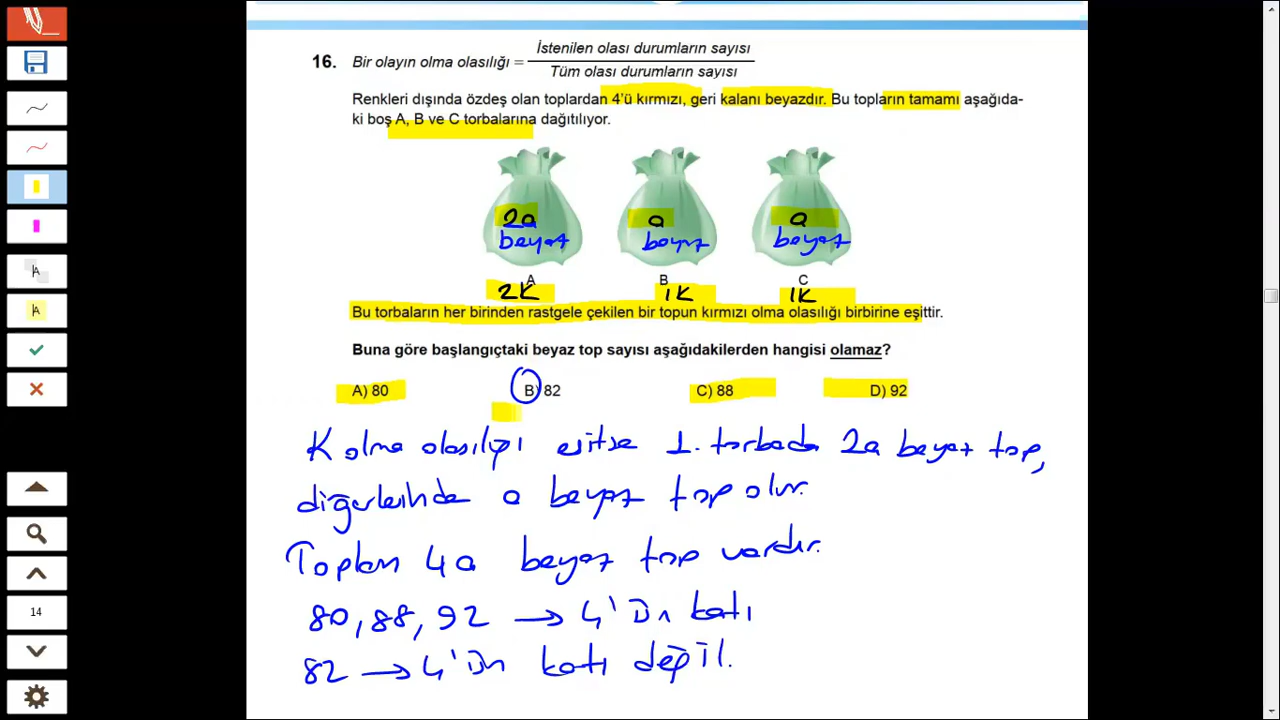 16. Bir olayın olma olasılığı = İstenilen olası durumların sayısı
Tüm olası durumların sayısı
Renkleri dışında özdeş olan toplardan 4'ü kırmızı, geri kalanı beyazdır. Bu topların tamamı aşağıda-
ki boş A, B ve C torbalarına dağıtılıyor.
2a a a
beyaz beyaz beyaz
A B C
2K 1K 1K
Bu torbaların her birinden rastgele çekilen bir topun kırmızı olma olasılığı birbirine eşittir.
Buna göre başlangıçtaki beyaz top sayısı aşağıdakilerden hangisi olamaz?
A) 80 B) 82 C) 88 D) 92
K olma olasılığı eşitse 1. torbada 2a beyaz top,
diğerlerinde a beyaz top olur.
Toplam 4a beyaz top vardır.
80, 88, 92 → 4'ün katı
82 → 4'ün katı değil.
14